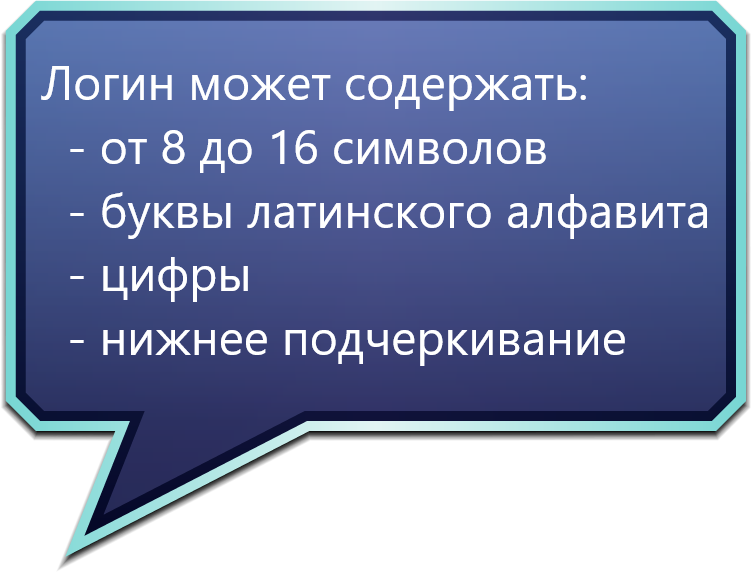 Логин может содержать:
- от 8 до 16 символов
- буквы латинского алфавита
- цифры
- нижнее подчеркивание